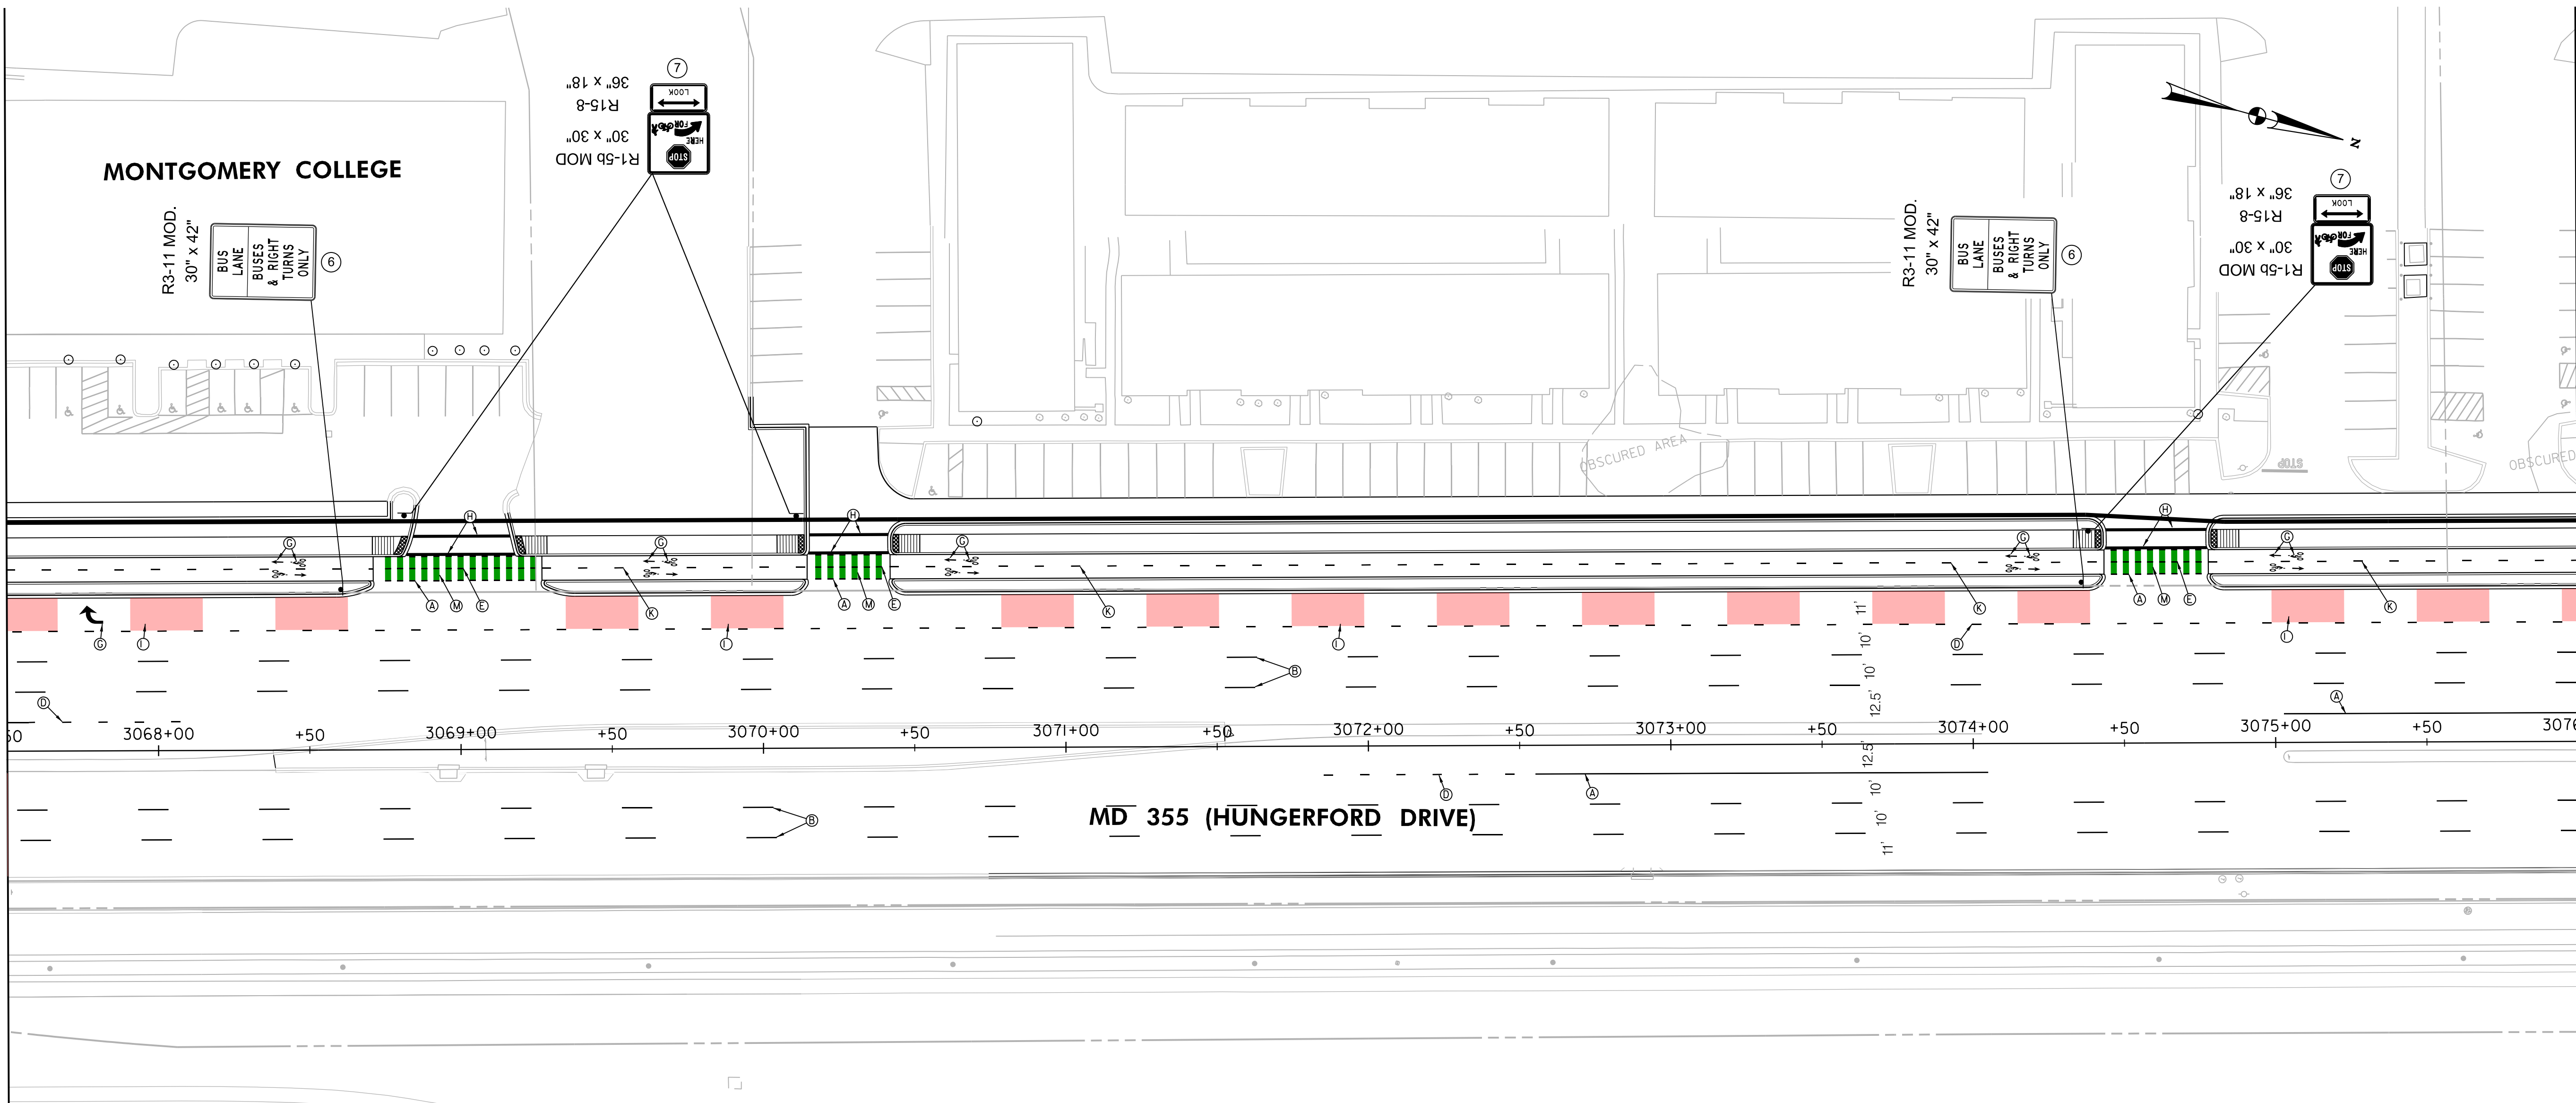 MONTGOMERY COLLEGE
R3-11 MOD.
30" x 42"
BUS
LANE
BUSES
& RIGHT
TURNS
ONLY
6
7
36" x 18"
R15-8
30" x 30"
R1-5b MOD
LOOK
HERE
FOR
STOP
R3-11 MOD.
30" x 42"
BUS
LANE
BUSES
& RIGHT
TURNS
ONLY
6
7
36" x 18"
R15-8
30" x 30"
R1-5b MOD
LOOK
HERE
FOR
STOP
N
OBSCURED AREA
STOP
OBSCURED
H
H
H
G
G
G
G
G
A M E
K
A M E
K
K
A M E
K
G
I
I
I
D
I
11'
10'
10'
12.5'
B
D
A
50
3068+00
+50
3069+00
+50
3070+00
+50
3071+00
+50
3072+00
+50
3073+00
+50
3074+00
+50
3075+00
+50
3076
12.5'
10'
10'
11'
D
A
B
MD 355 (HUNGERFORD DRIVE)